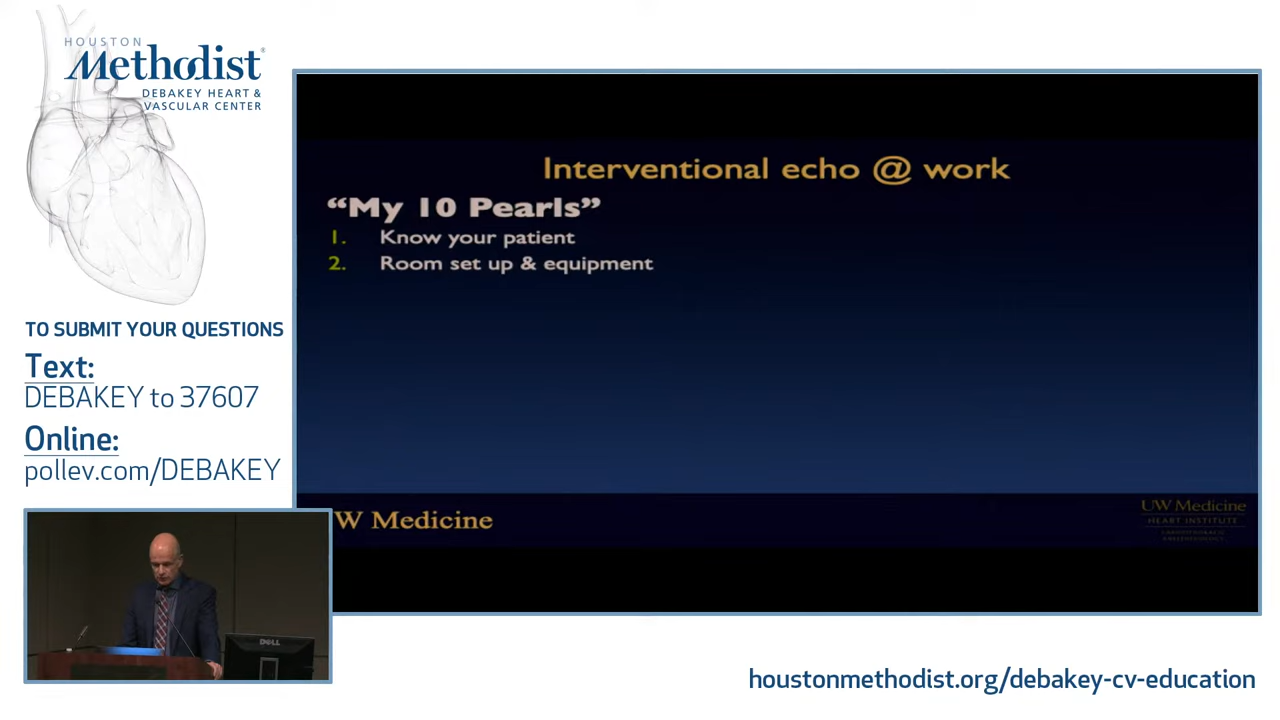 HOUSTON
Methodist®
DEBAKEY HEART &
VASCULAR CENTER
TO SUBMIT YOUR QUESTIONS
Text:
DEBAKEY to 37607
Online:
pollev.com/DEBAKEY
Interventional echo @ work
“My 10 Pearls”
1. Know your patient
2. Room set up & equipment
W Medicine
UW Medicine
HEART INSTITUTE
DELL
houstonmethodist.org/debakey-cv-education